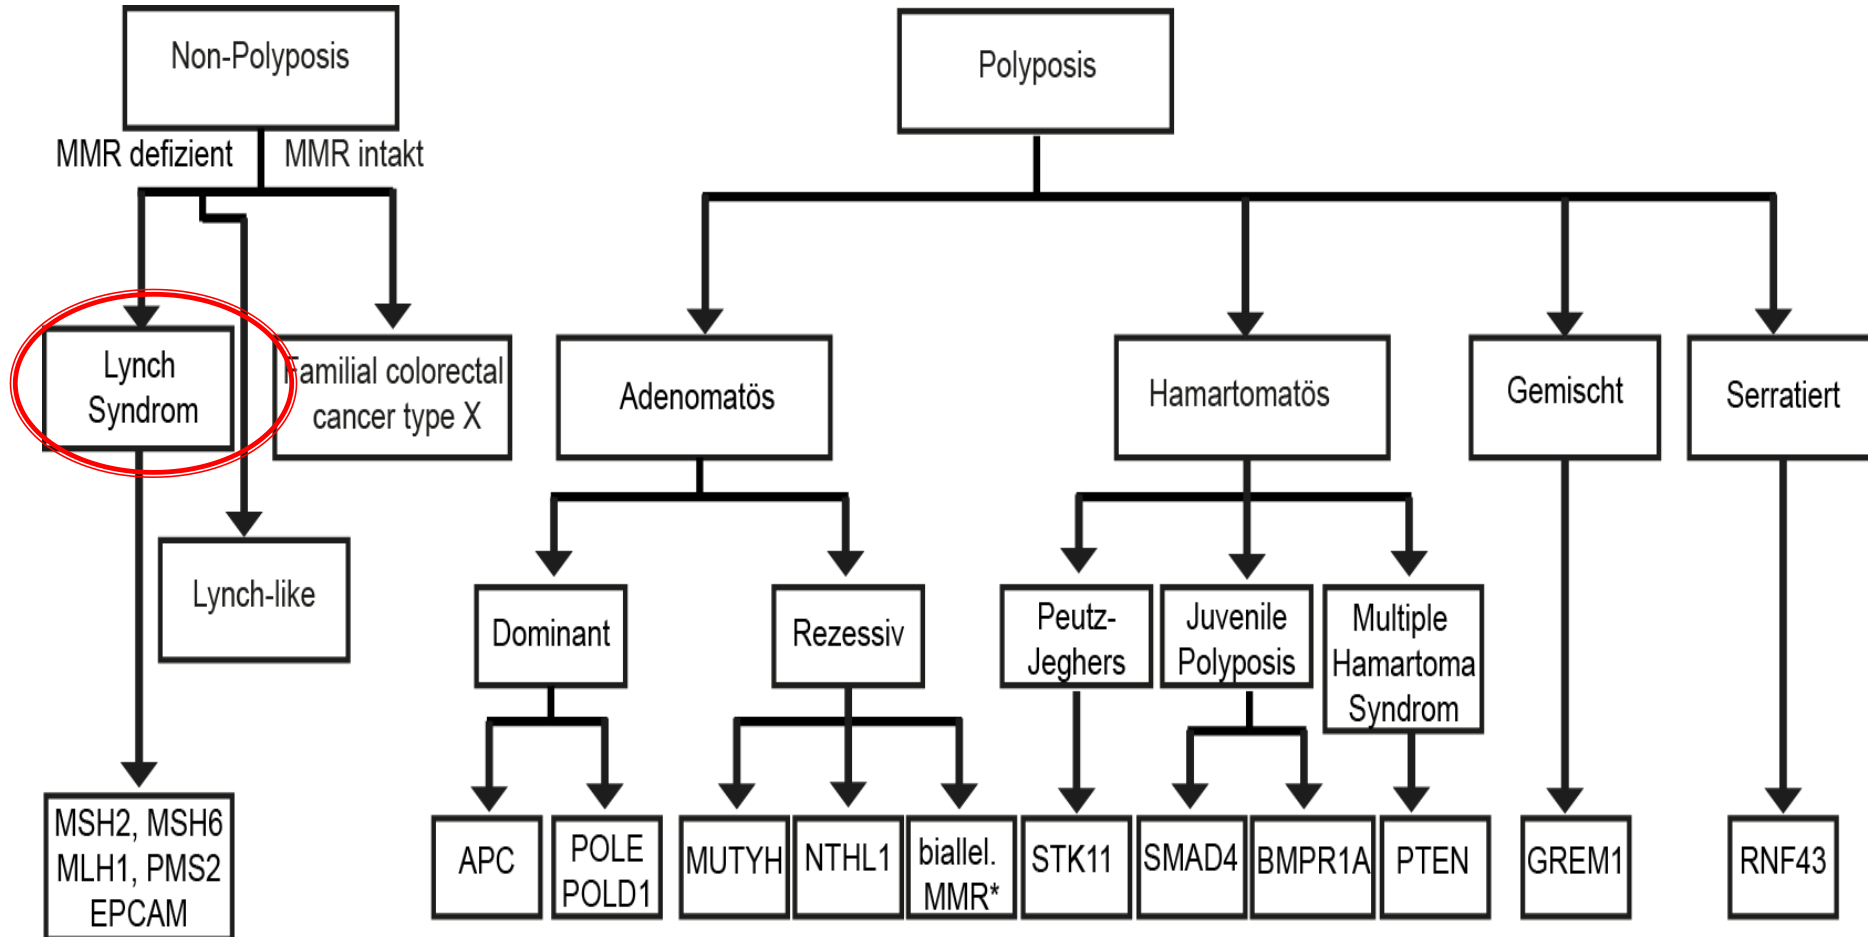 Non-Polyposis
Polyposis
MMR defizient
MMR intakt
Lynch
Syndrom
Familial colorectal
cancer type X
Adenomatös
Hamartomatös
Gemischt
Serratiert
Lynch-like
Dominant
Rezessiv
Peutz-
Jeghers
Juvenile
Polyposis
Multiple
Hamartoma
Syndrom
MSH2, MSH6
MLH1, PMS2
EPCAM
APC
POLE
POLD1
MUTYH
NTHL1
biallel.
MMR*
STK11
SMAD4
BMPR1A
PTEN
GREM1
RNF43